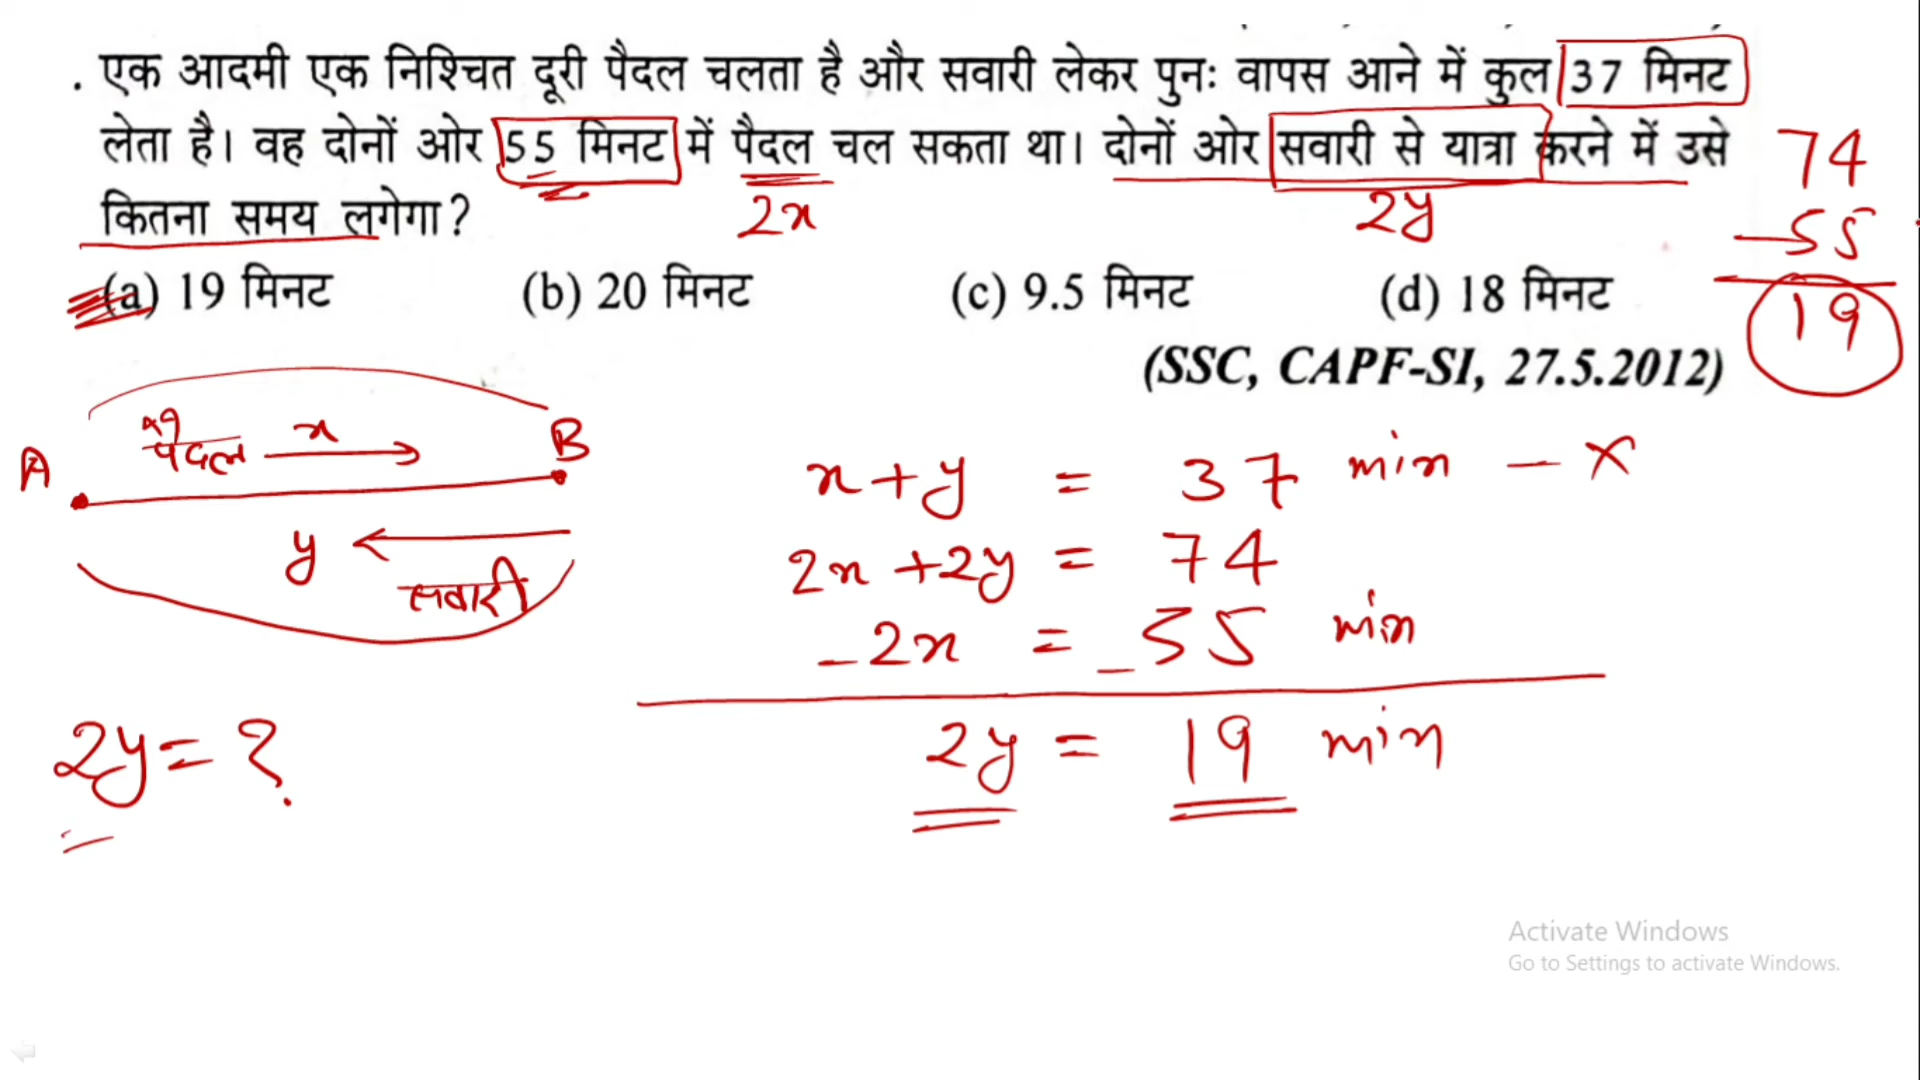 . एक आदमी एक निश्चित दूरी पैदल चलता है और सवारी लेकर पुनः वापस आने में कुल 37 मिनट
लेता है। वह दोनों ओर 55 मिनट में पैदल चल सकता था। दोनों ओर सवारी से यात्रा करने में उसे
कितना समय लगेगा?
2x
2y
74
-55
19
(a) 19 मिनट (b) 20 मिनट (c) 9.5 मिनट (d) 18 मिनट
(SSC, CAPF-SI, 27.5.2012)
A पैदल x B
y सवारी
2y = ?
x+y = 37 min - x
2x+2y = 74
-2x = -55 min
2y = 19 min
Activate Windows
Go to Settings to activate Windows.